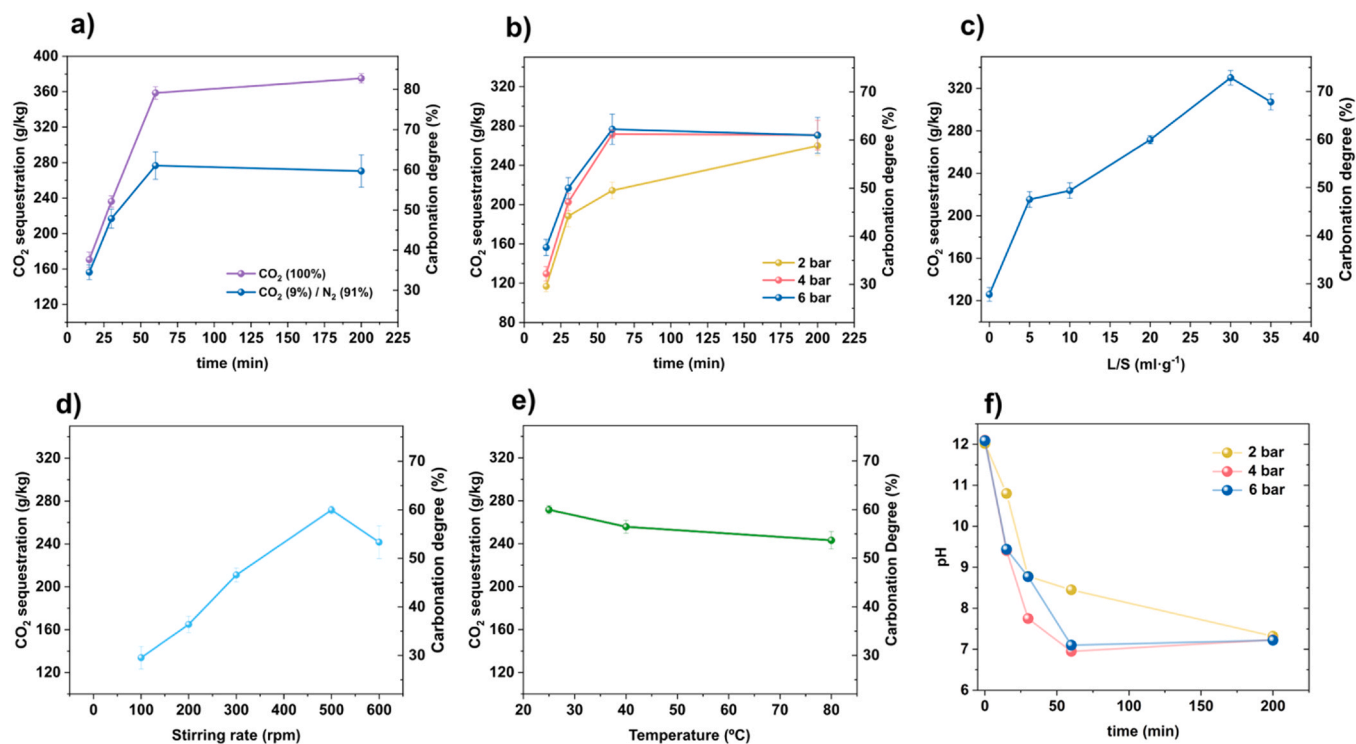 a)
400
360
320
280
240
200
160
120
CO2 sequestration (g/kg)
80
70
60
50
40
30
Carbonation degree (%)
CO2 (100%)
CO2 (9%) / N2 (91%)
0 25 50 75 100 125 150 175 200 225
time (min)
b)
320
280
240
200
160
120
80
CO2 sequestration (g/kg)
70
60
50
40
30
Carbonation degree (%)
2 bar
4 bar
6 bar
0 25 50 75 100 125 150 175 200 225
time (min)
c)
320
280
240
200
160
120
CO2 sequestration (g/kg)
70
60
50
40
30
Carbonation degree (%)
0 5 10 15 20 25 30 35 40
L/S (ml·g-1)
d)
320
280
240
200
160
120
CO2 sequestration (g/kg)
70
60
50
40
30
Carbonation degree (%)
0 100 200 300 400 500 600
Stirring rate (rpm)
e)
320
280
240
200
160
120
CO2 sequestration (g/kg)
70
60
50
40
30
Carbonation Degree (%)
20 30 40 50 60 70 80
Temperature (ºC)
f)
12
11
10
9
8
7
6
pH
2 bar
4 bar
6 bar
0 50 100 150 200
time (min)